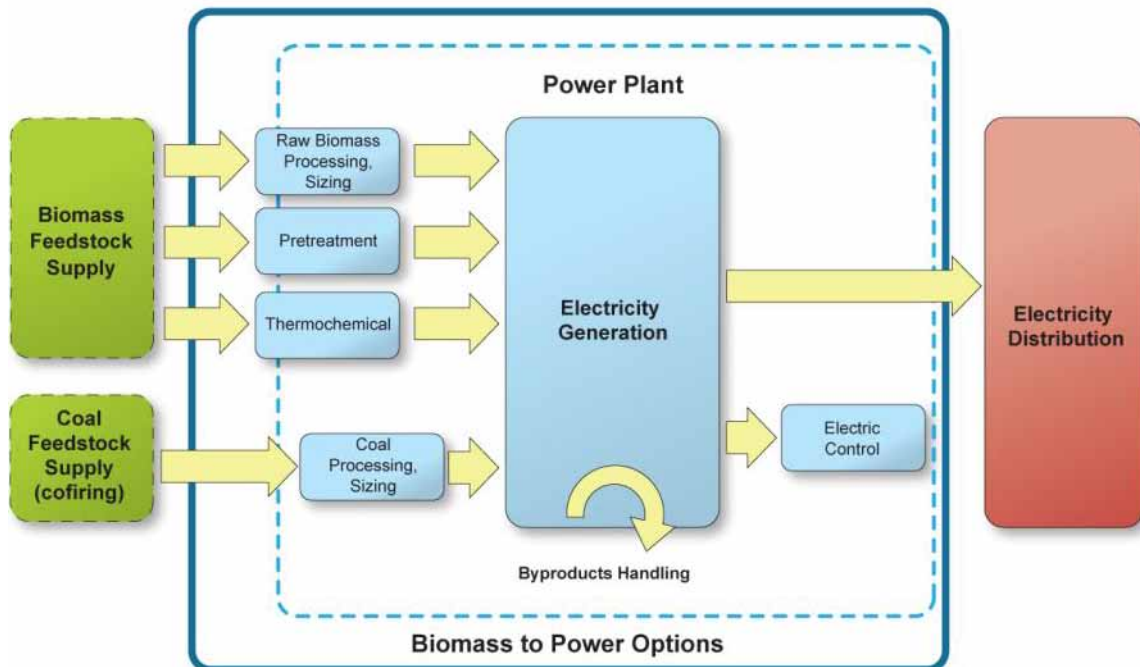 Power Plant
Biomass
Feedstock
Supply
Raw Biomass
Processing,
Sizing
Pretreatment
Thermochemical
Electricity
Generation
Electricity
Distribution
Coal
Feedstock
Supply
(cofiring)
Coal
Processing,
Sizing
Electric
Control
Byproducts Handling
Biomass to Power Options